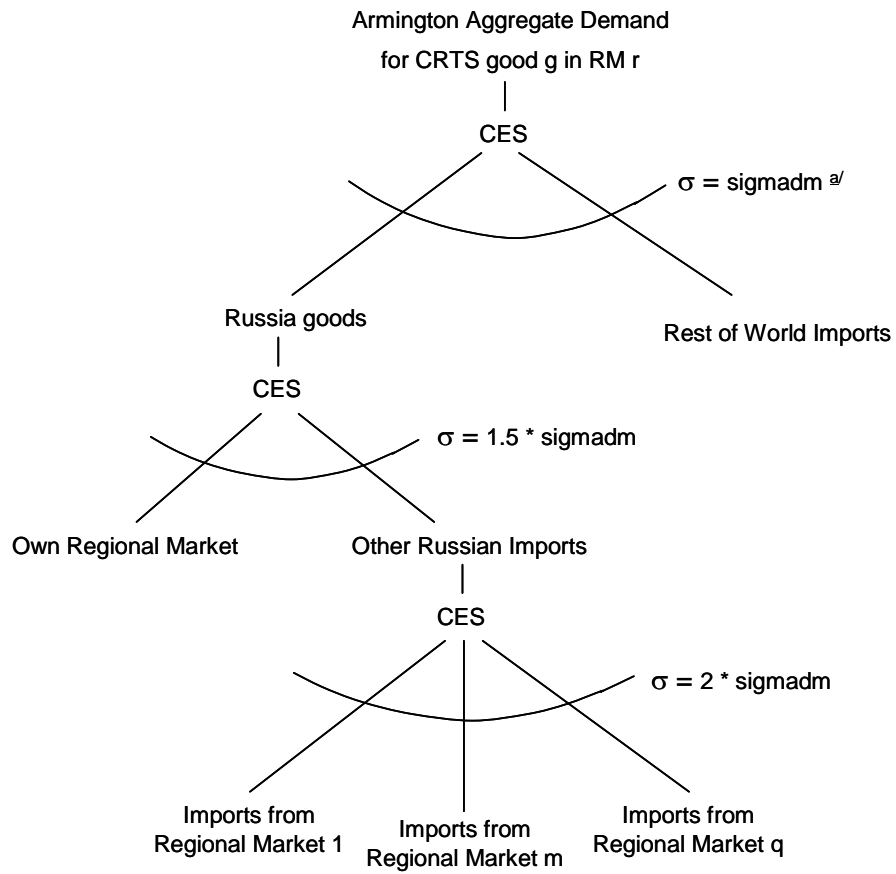 Armington Aggregate Demand
for CRTS good g in RM r
CES
σ = sigmadm a/
Russia goods
Rest of World Imports
CES
σ = 1.5 * sigmadm
Own Regional Market
Other Russian Imports
CES
σ = 2 * sigmadm
Imports from
Regional Market 1
Imports from
Regional Market m
Imports from
Regional Market q